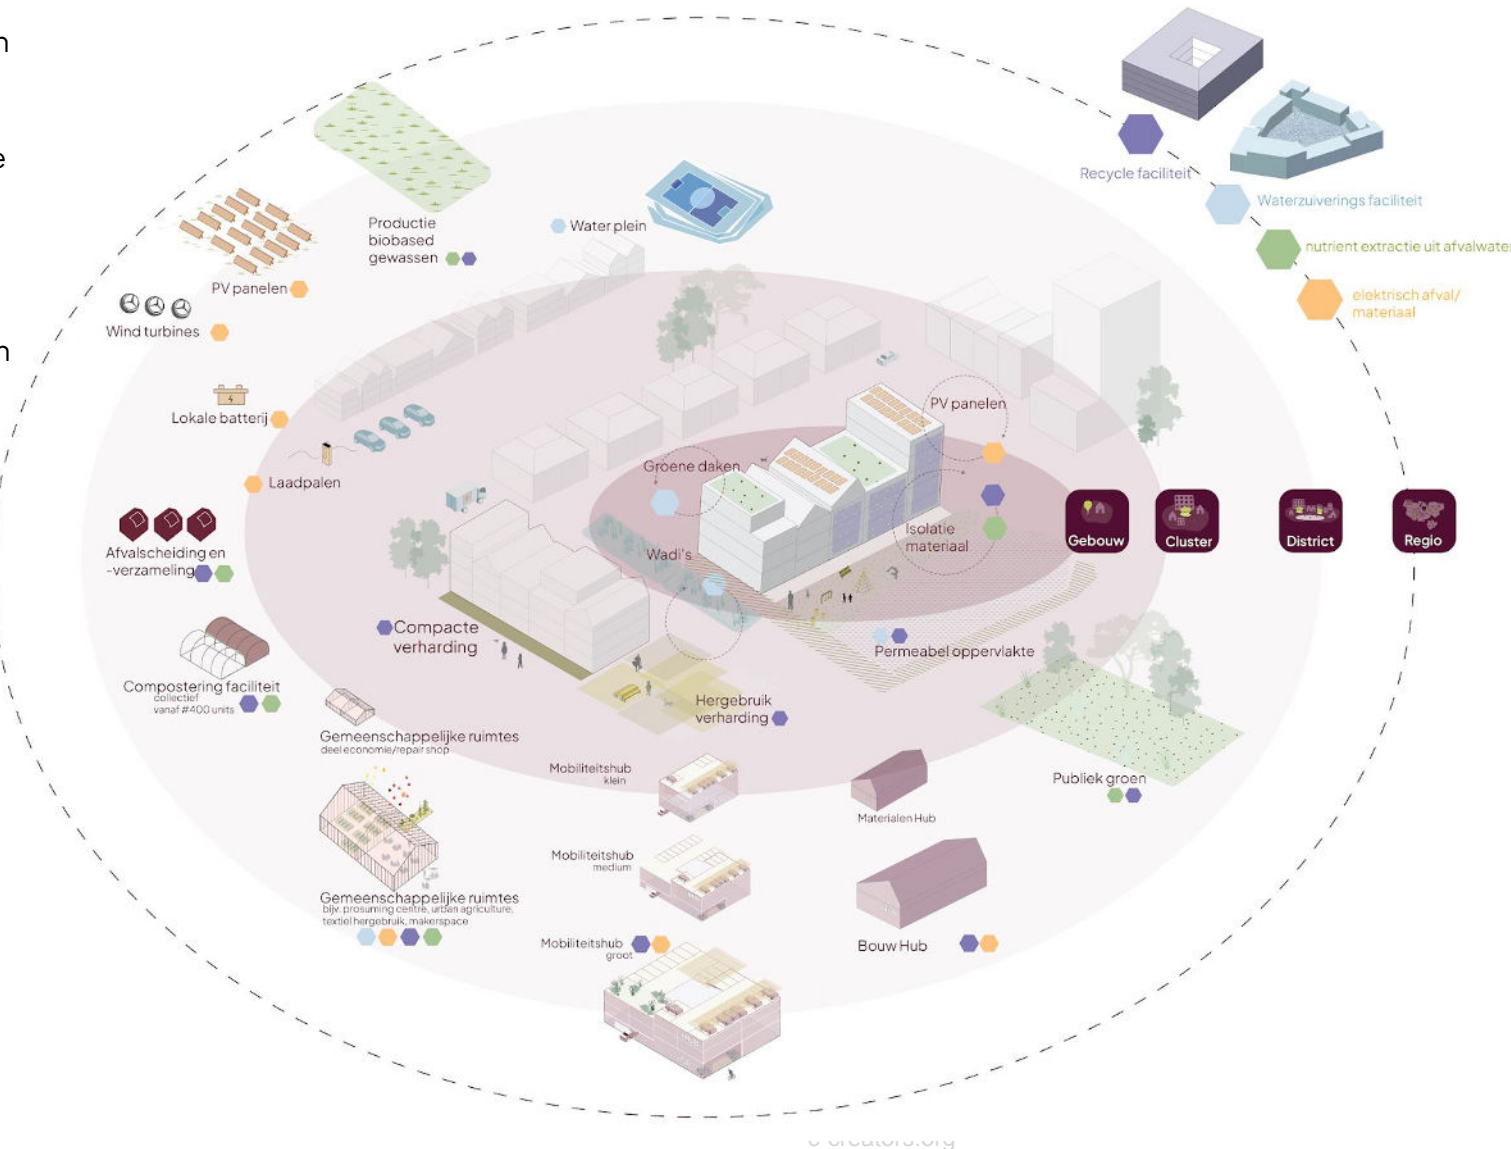 n
e
n
Recycle faciliteit
Waterzuiverings faciliteit
nutrient extractie uit afvalwater
elektrisch afval/
materiaal
Productie
biobased
gewassen
Water plein
PV panelen
Wind turbines
Lokale batterij
Laadpalen
PV panelen
Groene daken
Isolatie
materiaal
Wadi's
Gebouw
Cluster
District
Regio
Afvalscheiding en
-verzameling
Compacte
verharding
Permeabel oppervlakte
Compostering faciliteit
collectief
vanaf #400 units
Hergebruik
verharding
Gemeenschappelijke ruimtes
deel economie/repair shop
Mobiliteitshub
klein
Materialen Hub
Publiek groen
Mobiliteitshub
medium
Gemeenschappelijke ruimtes
bijv. prosuming centre, urban agriculture,
textiel hergebruik, makerspace
Mobiliteitshub
groot
Bouw Hub